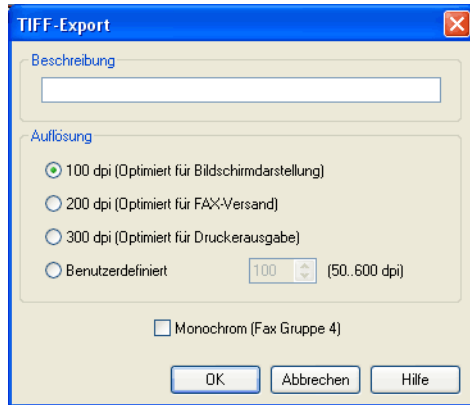 TIFF-Export
Beschreibung
Auflösung
100 dpi (Optimiert für Bildschirmdarstellung)
200 dpi (Optimiert für FAX-Versand)
300 dpi (Optimiert für Druckerausgabe)
Benutzerdefiniert 100 (50..600 dpi)
Monochrom (Fax Gruppe 4)
OK Abbrechen Hilfe